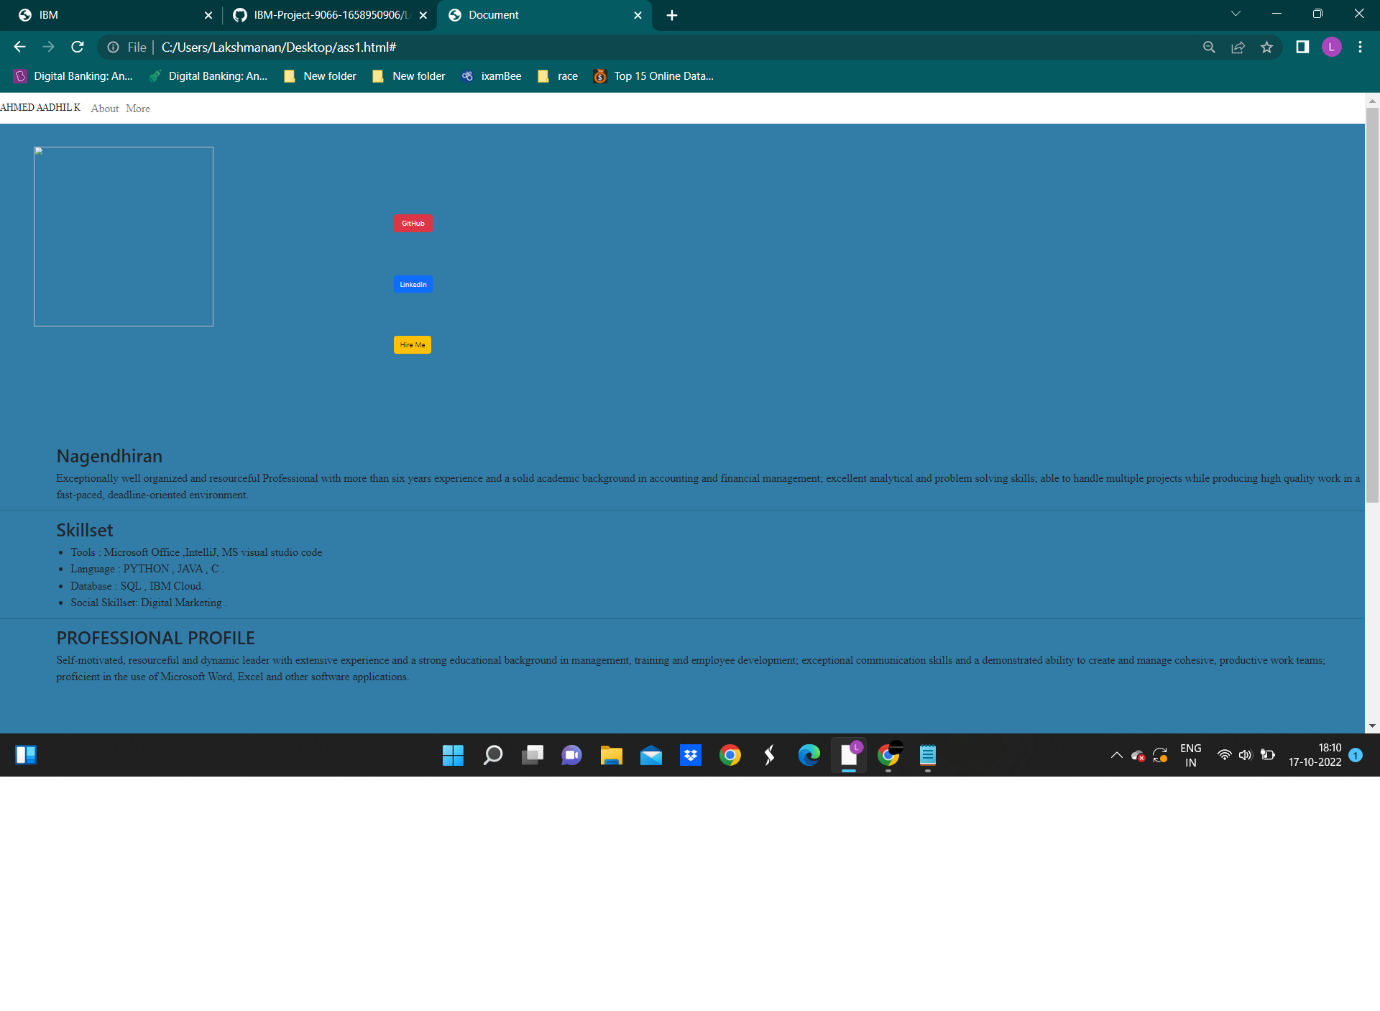 IBM
IBM-Project-9066-1658950906/L
Document
File
C:/Users/Lakshmanan/Desktop/ass1.html#
L
Digital Banking: An...
Digital Banking: An...
New folder
New folder
ixamBee
race
Top 15 Online Data...
AHMED AADHIL K About More
GitHub
LinkedIn
Hire Me
Nagendhiran
Exceptionally well organized and resourceful Professional with more than six years experience and a solid academic background in accounting and financial management; excellent analytical and problem solving skills; able to handle multiple projects while producing high quality work in a
fast-paced, deadline-oriented environment.
Skillset
• Tools : Microsoft Office ,IntelliJ, MS visual studio code
• Language : PYTHON , JAVA , C .
• Database : SQL , IBM Cloud.
• Social Skillset: Digital Marketing .
PROFESSIONAL PROFILE
Self-motivated, resourceful and dynamic leader with extensive experience and a strong educational background in management, training and employee development; exceptional communication skills and a demonstrated ability to create and manage cohesive, productive work teams;
proficient in the use of Microsoft Word, Excel and other software applications.
L
ENG
IN
18:10
17-10-2022
1